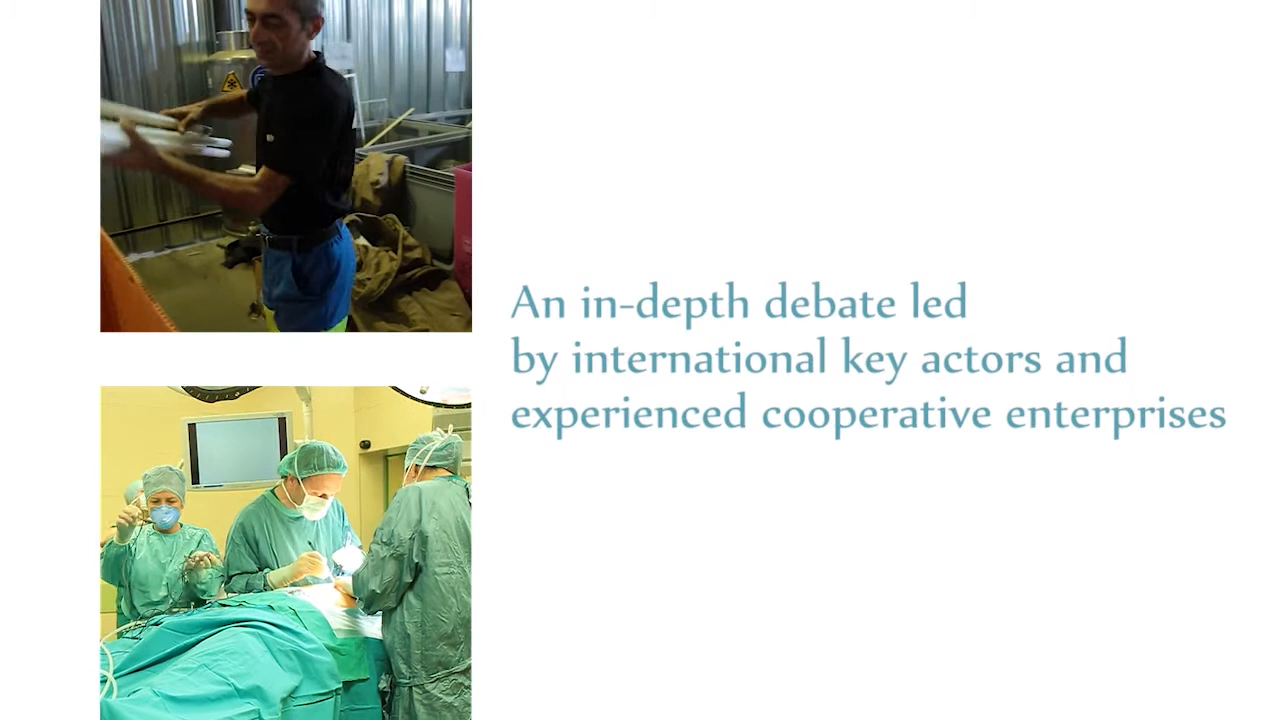 An in-depth debate led
by international key actors and
experienced cooperative enterprises